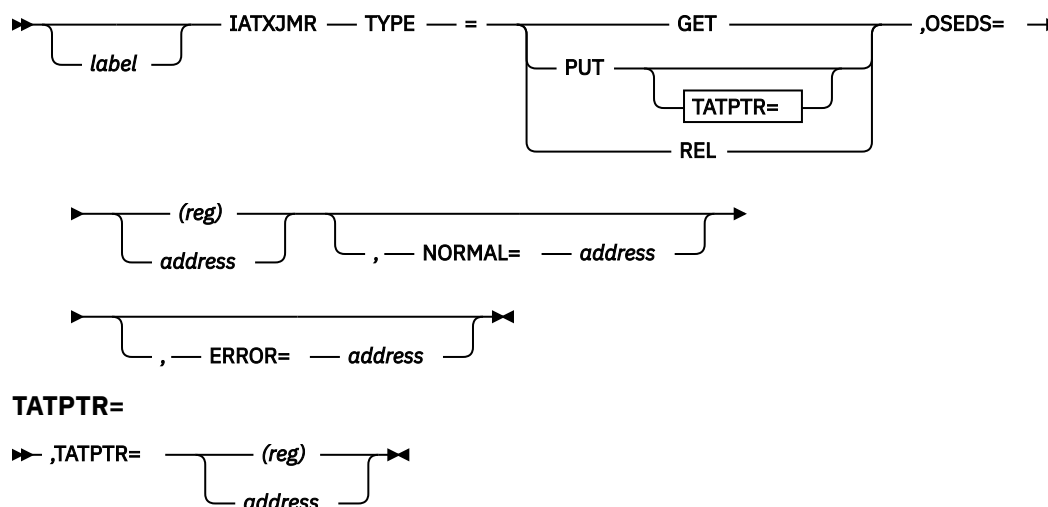 IATXJMR TYPE = GET ,OSEDS=
label
PUT
TATPTR=
REL
(reg)
address , NORMAL= address
, ERROR= address
TATPTR=
,TATPTR= (reg)
address